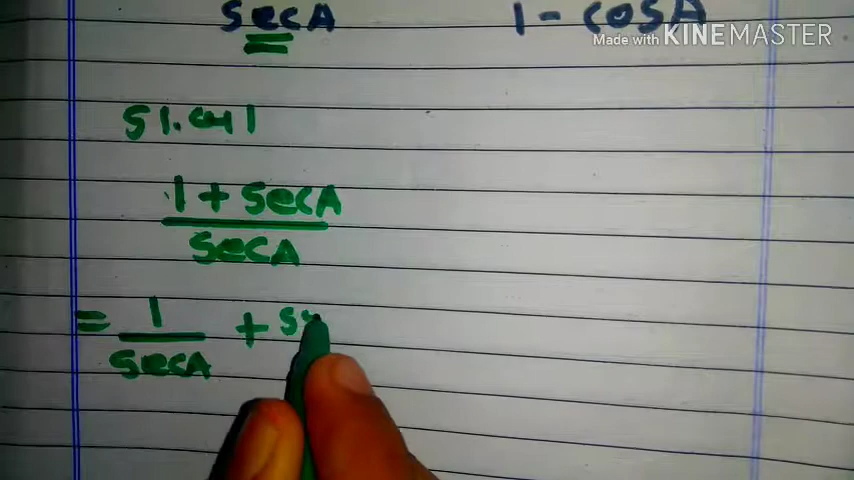 secA 1 - cosA
Made with KINEMASTER
1 + secA
secA
= 1 +
secA